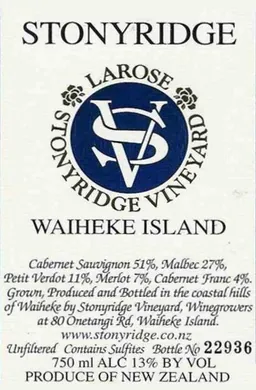 STONYRIDGE
LAROSE
STONYRIDGE VINEYARD
SV
WAIHEKE ISLAND
Cabernet Sauvignon 51%, Malbec 27%,
Petit Verdot 11%, Merlot 7%, Cabernet Franc 4%.
Grown, Produced and Bottled in the coastal hills
of Waiheke by Stonyridge Vineyard, Winegrowers
at 80 Onetangi Rd, Waiheke Island.
www.stonyridge.co.nz
Unfiltered Contains Sulfites Bottle No 22936
750 ml ALC 13% BY VOL
PRODUCE OF NEW ZEALAND